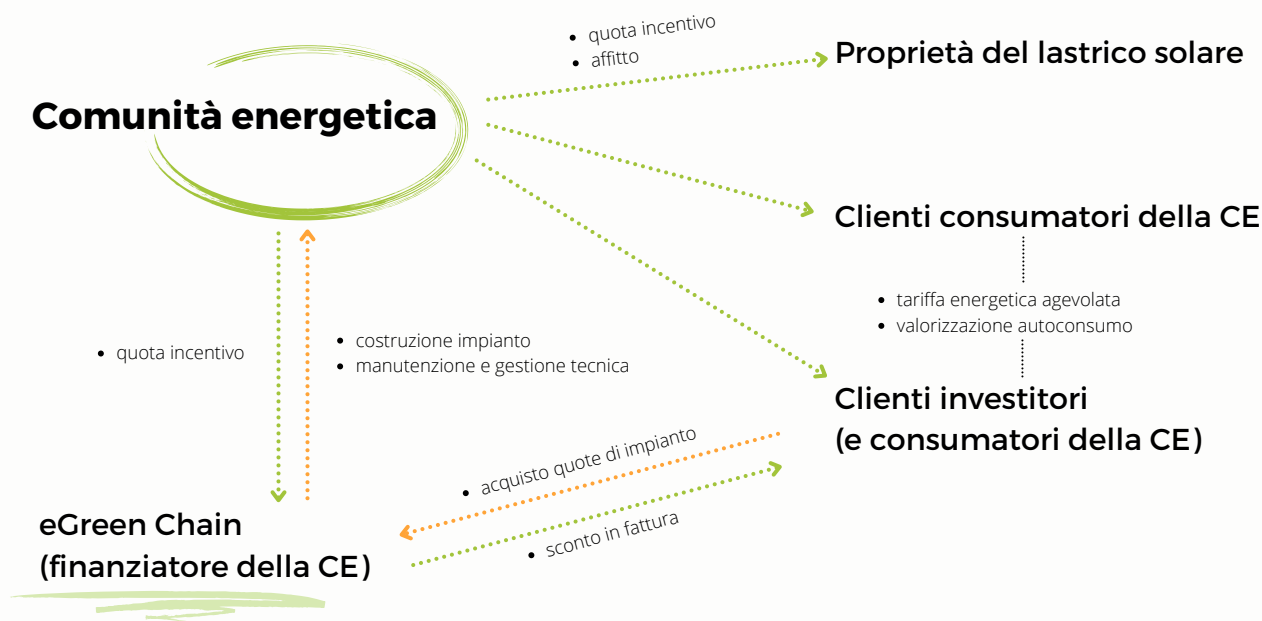 quota incentivo
affitto
Proprietà del lastrico solare
Comunità energetica
Clienti consumatori della CE
tariffa energetica agevolata
valorizzazione autoconsumo
quota incentivo
costruzione impianto
manutenzione e gestione tecnica
Clienti investitori
(e consumatori della CE)
acquisto quote di impianto
sconto in fattura
eGreen Chain
(finanziatore della CE)